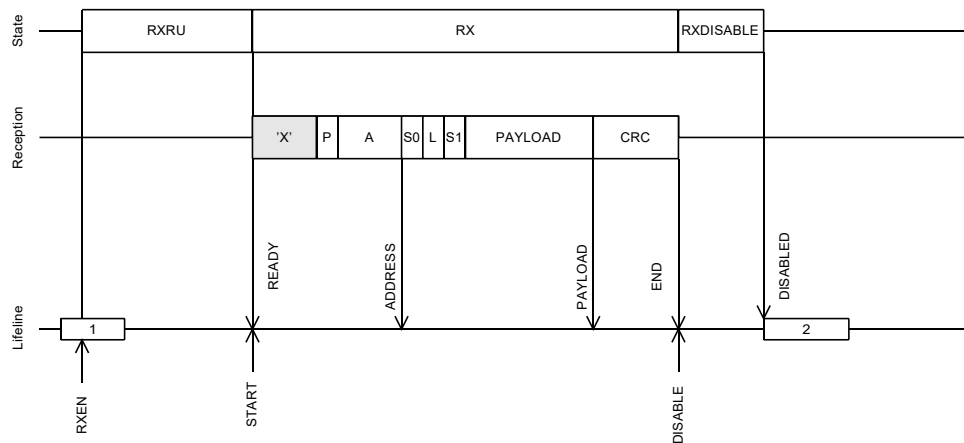 State
RXRU
RX
RXDISABLE
Reception
'X'
P
A
S0
L
S1
PAYLOAD
CRC
READY
ADDRESS
PAYLOAD
END
DISABLED
Lifeline
1
2
RXEN
START
DISABLE